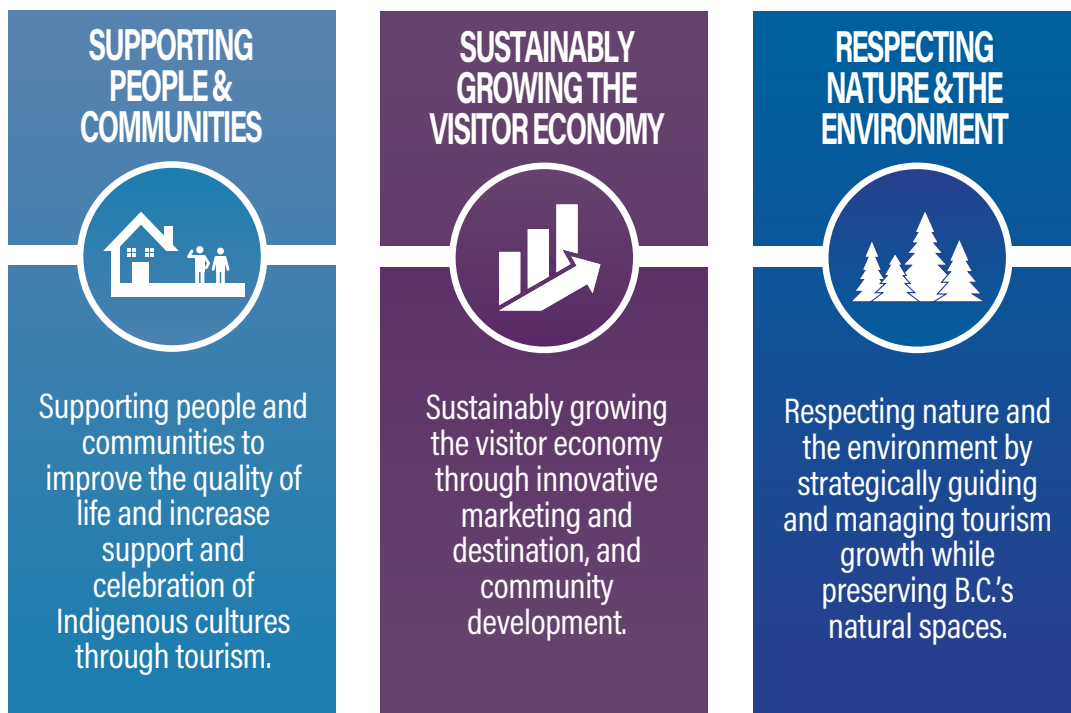 SUPPORTING
PEOPLE &
COMMUNITIES
Supporting people and
communities to
improve the quality of
life and increase
support and
celebration of
Indigenous cultures
through tourism.
SUSTAINABLY
GROWING THE
VISITOR ECONOMY
Sustainably growing
the visitor economy
through innovative
marketing and
destination, and
community
development.
RESPECTING
NATURE & THE
ENVIRONMENT
Respecting nature and
the environment by
strategically guiding
and managing tourism
growth while
preserving B.C.'s
natural spaces.